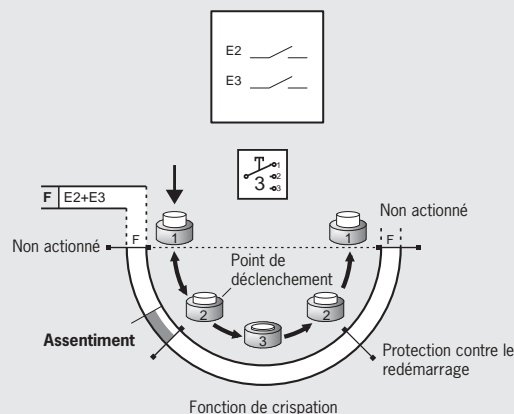 E2
E3
1
2
3
3
F E2+E3
Non actionné
F
1
1
F
Non actionné
Point de
déclenchement
2
2
3
Assentiment
Protection contre le
redémarrage
Fonction de crispation